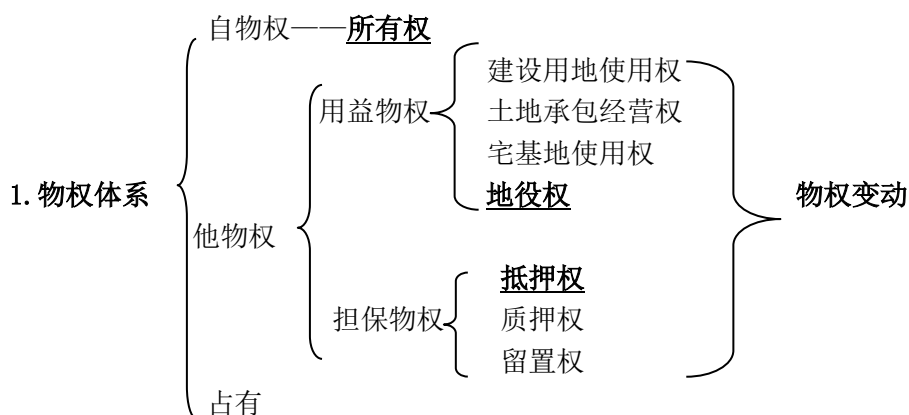 自物权——所有权
建设用地使用权
用益物权
土地承包经营权
宅基地使用权
1.物权体系
地役权
物权变动
他物权
抵押权
担保物权
质押权
留置权
占有